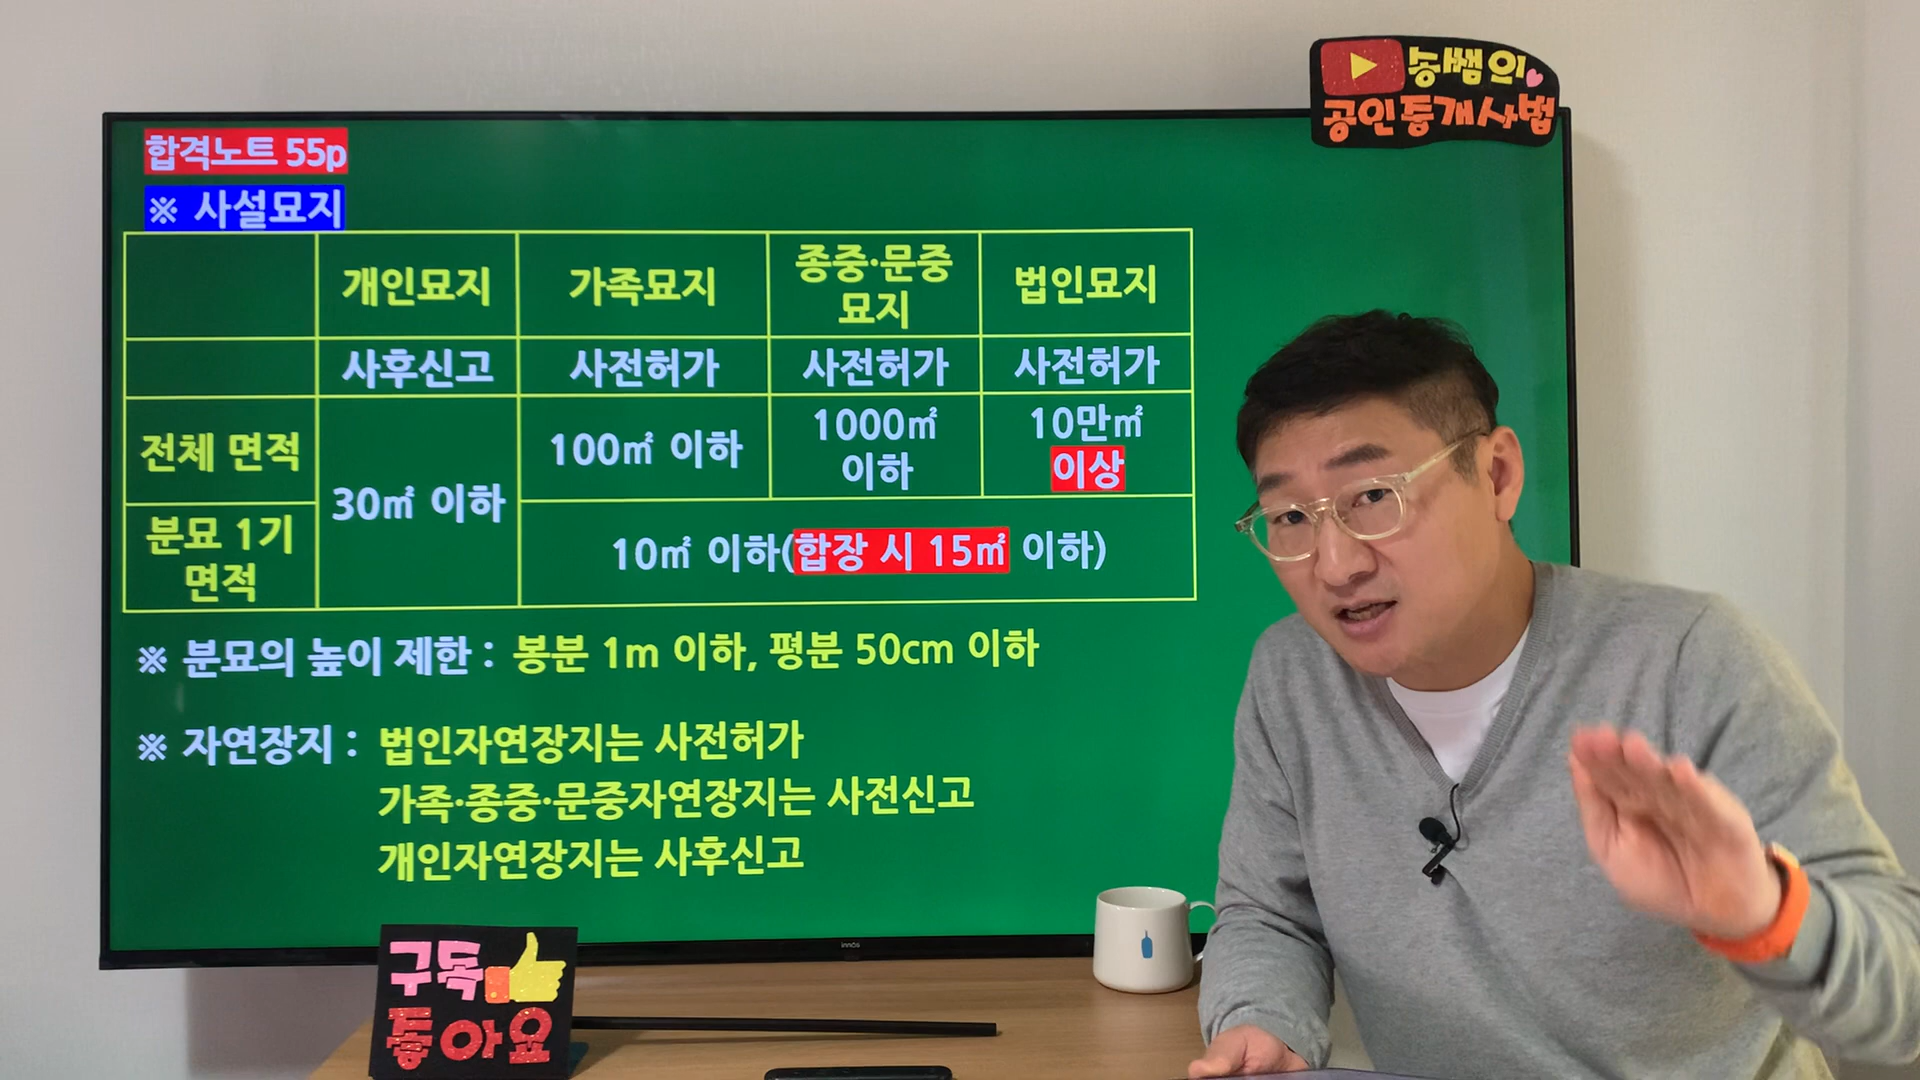 송쌤의
공인중개사법
합격노트 55p
※ 사설묘지
개인묘지 가족묘지 종중·문중 묘지 법인묘지
사후신고 사전허가 사전허가 사전허가
전체 면적 30㎡ 이하 100㎡ 이하 1000㎡ 이하 10만㎡ 이상
분묘 1기 면적 10㎡ 이하(합장 시 15㎡ 이하)
※ 분묘의 높이 제한 : 봉분 1m 이하, 평분 50cm 이하
※ 자연장지 : 법인자연장지는 사전허가
가족·종중·문중자연장지는 사전신고
개인자연장지는 사후신고
innos
구독
좋아요